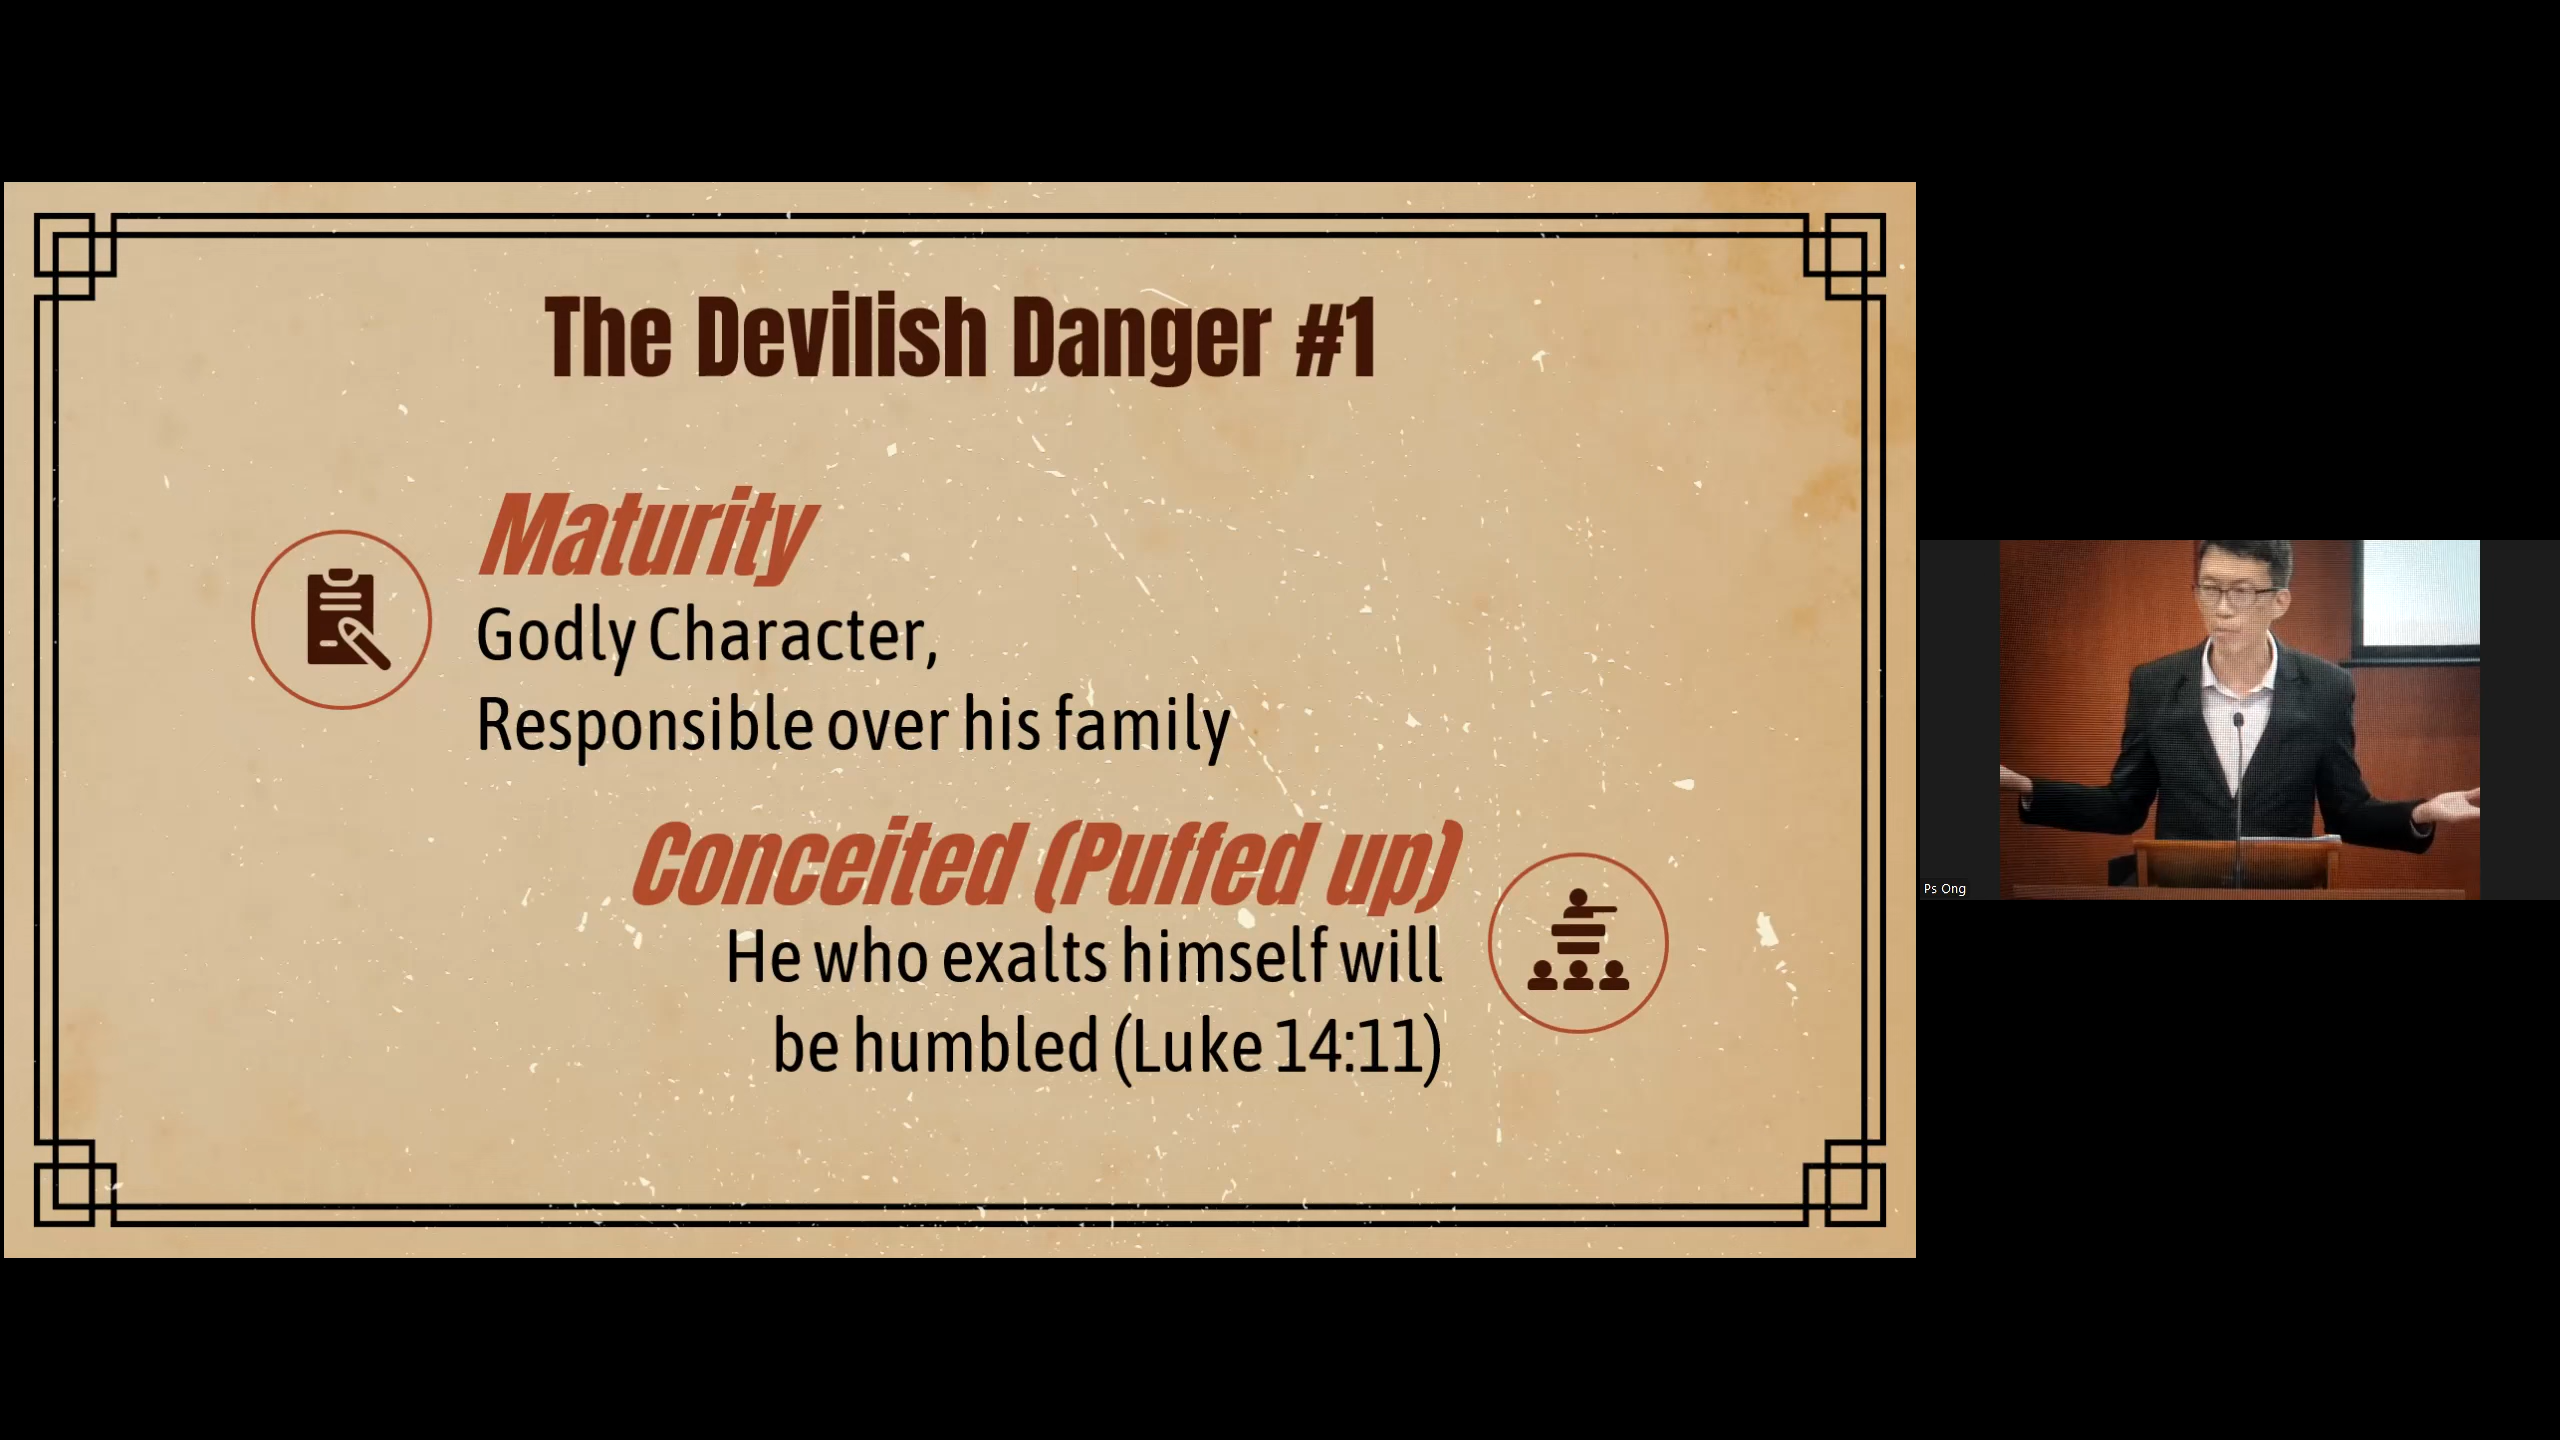 The Devilish Danger #1
Maturity
Godly Character,
Responsible over his family
Conceited (Puffed up)
He who exalts himself will
be humbled (Luke 14:11)
Ps Ong